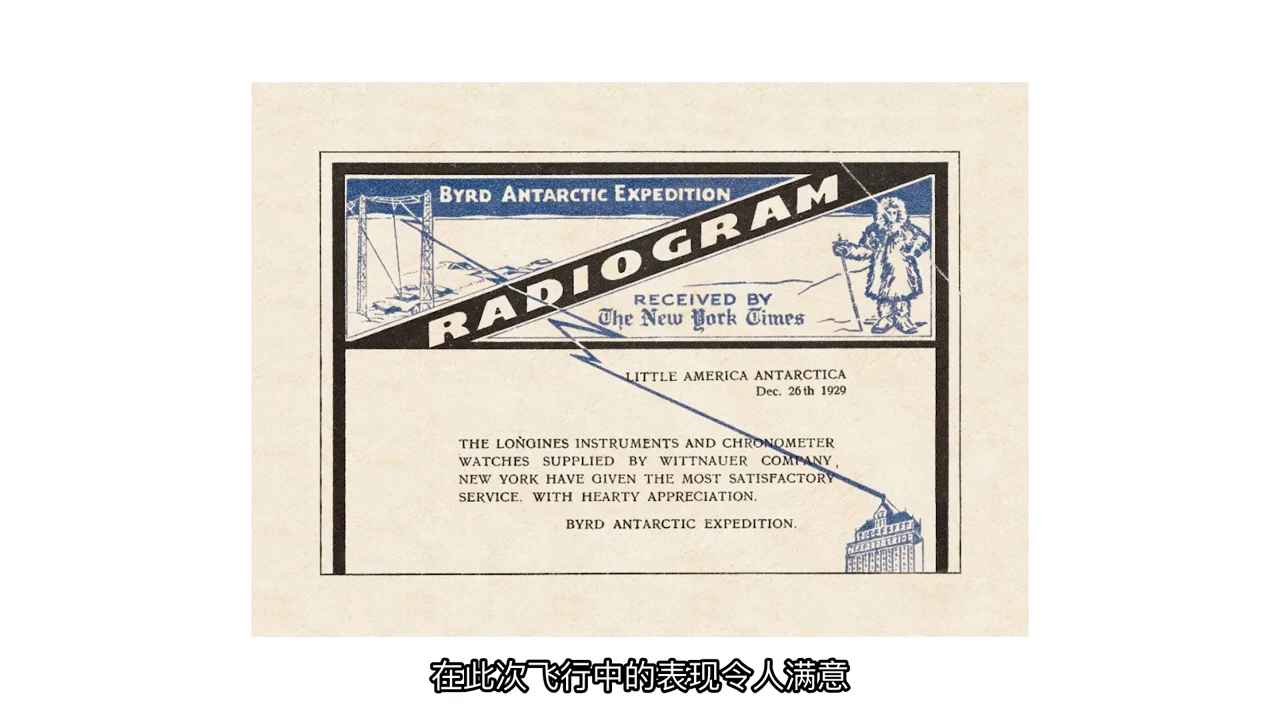 BYRD ANTARCTIC EXPEDITION
RADIOGRAM
RECEIVED BY
The New York Times
LITTLE AMERICA ANTARCTICA
Dec. 26th 1929
THE LONGINES INSTRUMENTS AND CHRONOMETER
WATCHES SUPPLIED BY WITTNAUER COMPANY,
NEW YORK HAVE GIVEN THE MOST SATISFACTORY
SERVICE. WITH HEARTY APPRECIATION.
BYRD ANTARCTIC EXPEDITION.
在此次飞行中的表现令人满意